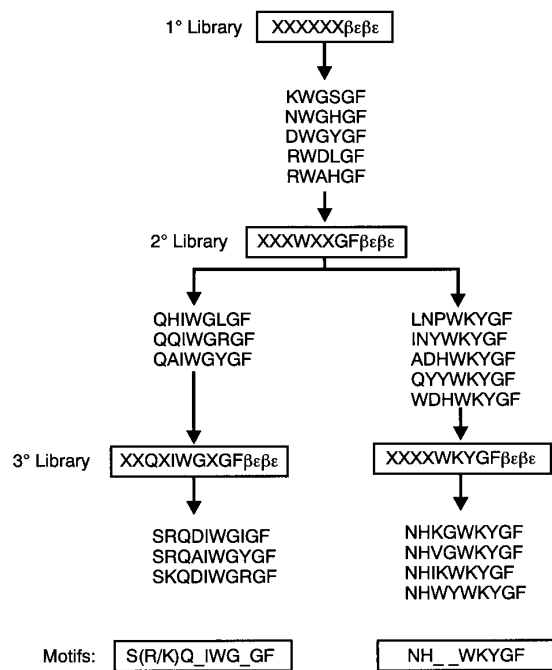 1° Library XXXXXXβεβε
KWGSGF
NWGHGF
DWGYGF
RWDLGF
RWAHGF
2° Library XXXWXXGFβεβε
QHIWGLGF
QQIWGRGF
QAIWGYGF
LNPWKYGF
INYWKYGF
ADHWKYGF
QYYWKYGF
WDHWKYGF
3° Library XXQXIWGXGFβεβε XXXXWKYGFβεβε
SRQDIWGIGF
SRQAIWGYGF
SKQDIWGRGF
NHKGWKYGF
NHVGWKYGF
NHIKWKYGF
NHWYWKYGF
Motifs: S(R/K)Q_IWG_GF NH_ _WKYGF